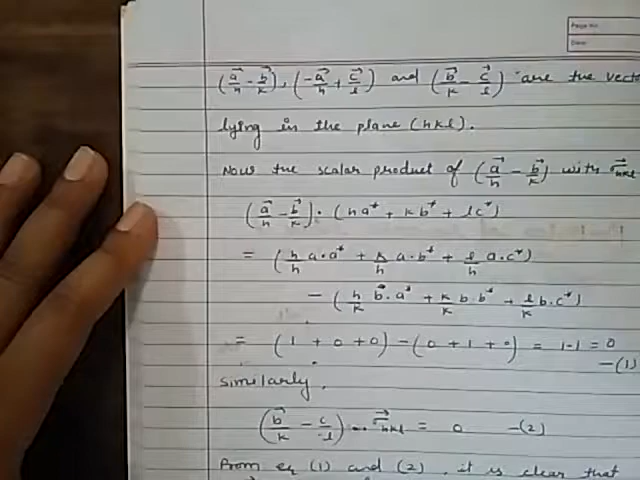 Page No.
Date
(a⃗/h - b⃗/k), (-a⃗/h + c⃗/l) and (b⃗/k - c⃗/l) are the vecto
lying in the plane (hkl).
Now the scalar product of (a⃗/h - b⃗/k) with r⃗*hkl
(a⃗/h - b⃗/k) · (ha* + kb* + lc*)
= (h/h a·a* + k/h a·b* + l/h a·c*)
- (h/k b⃗·a* + k/k b·b* + l/k b·c*)
= (1 + 0 + 0) - (0 + 1 + 0) = 1-1 = 0
-(1)
similarly,
(b⃗/k - c/l) · r⃗*hkl = 0 -(2)
From eq (1) and (2), it is clear that